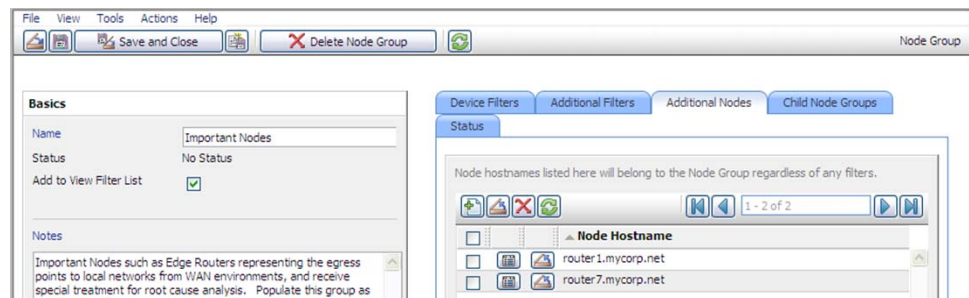 File View Tools Actions Help
Save and Close
Delete Node Group
Node Group
Basics
Name
Important Nodes
Status
No Status
Add to View Filter List
Notes
Important Nodes such as Edge Routers representing the egress
points to local networks from WAN environments, and receive
special treatment for root cause analysis. Populate this group as
Device Filters
Additional Filters
Additional Nodes
Child Node Groups
Status
Node hostnames listed here will belong to the Node Group regardless of any filters.
1 - 2 of 2
Node Hostname
router1.mycorp.net
router7.mycorp.net